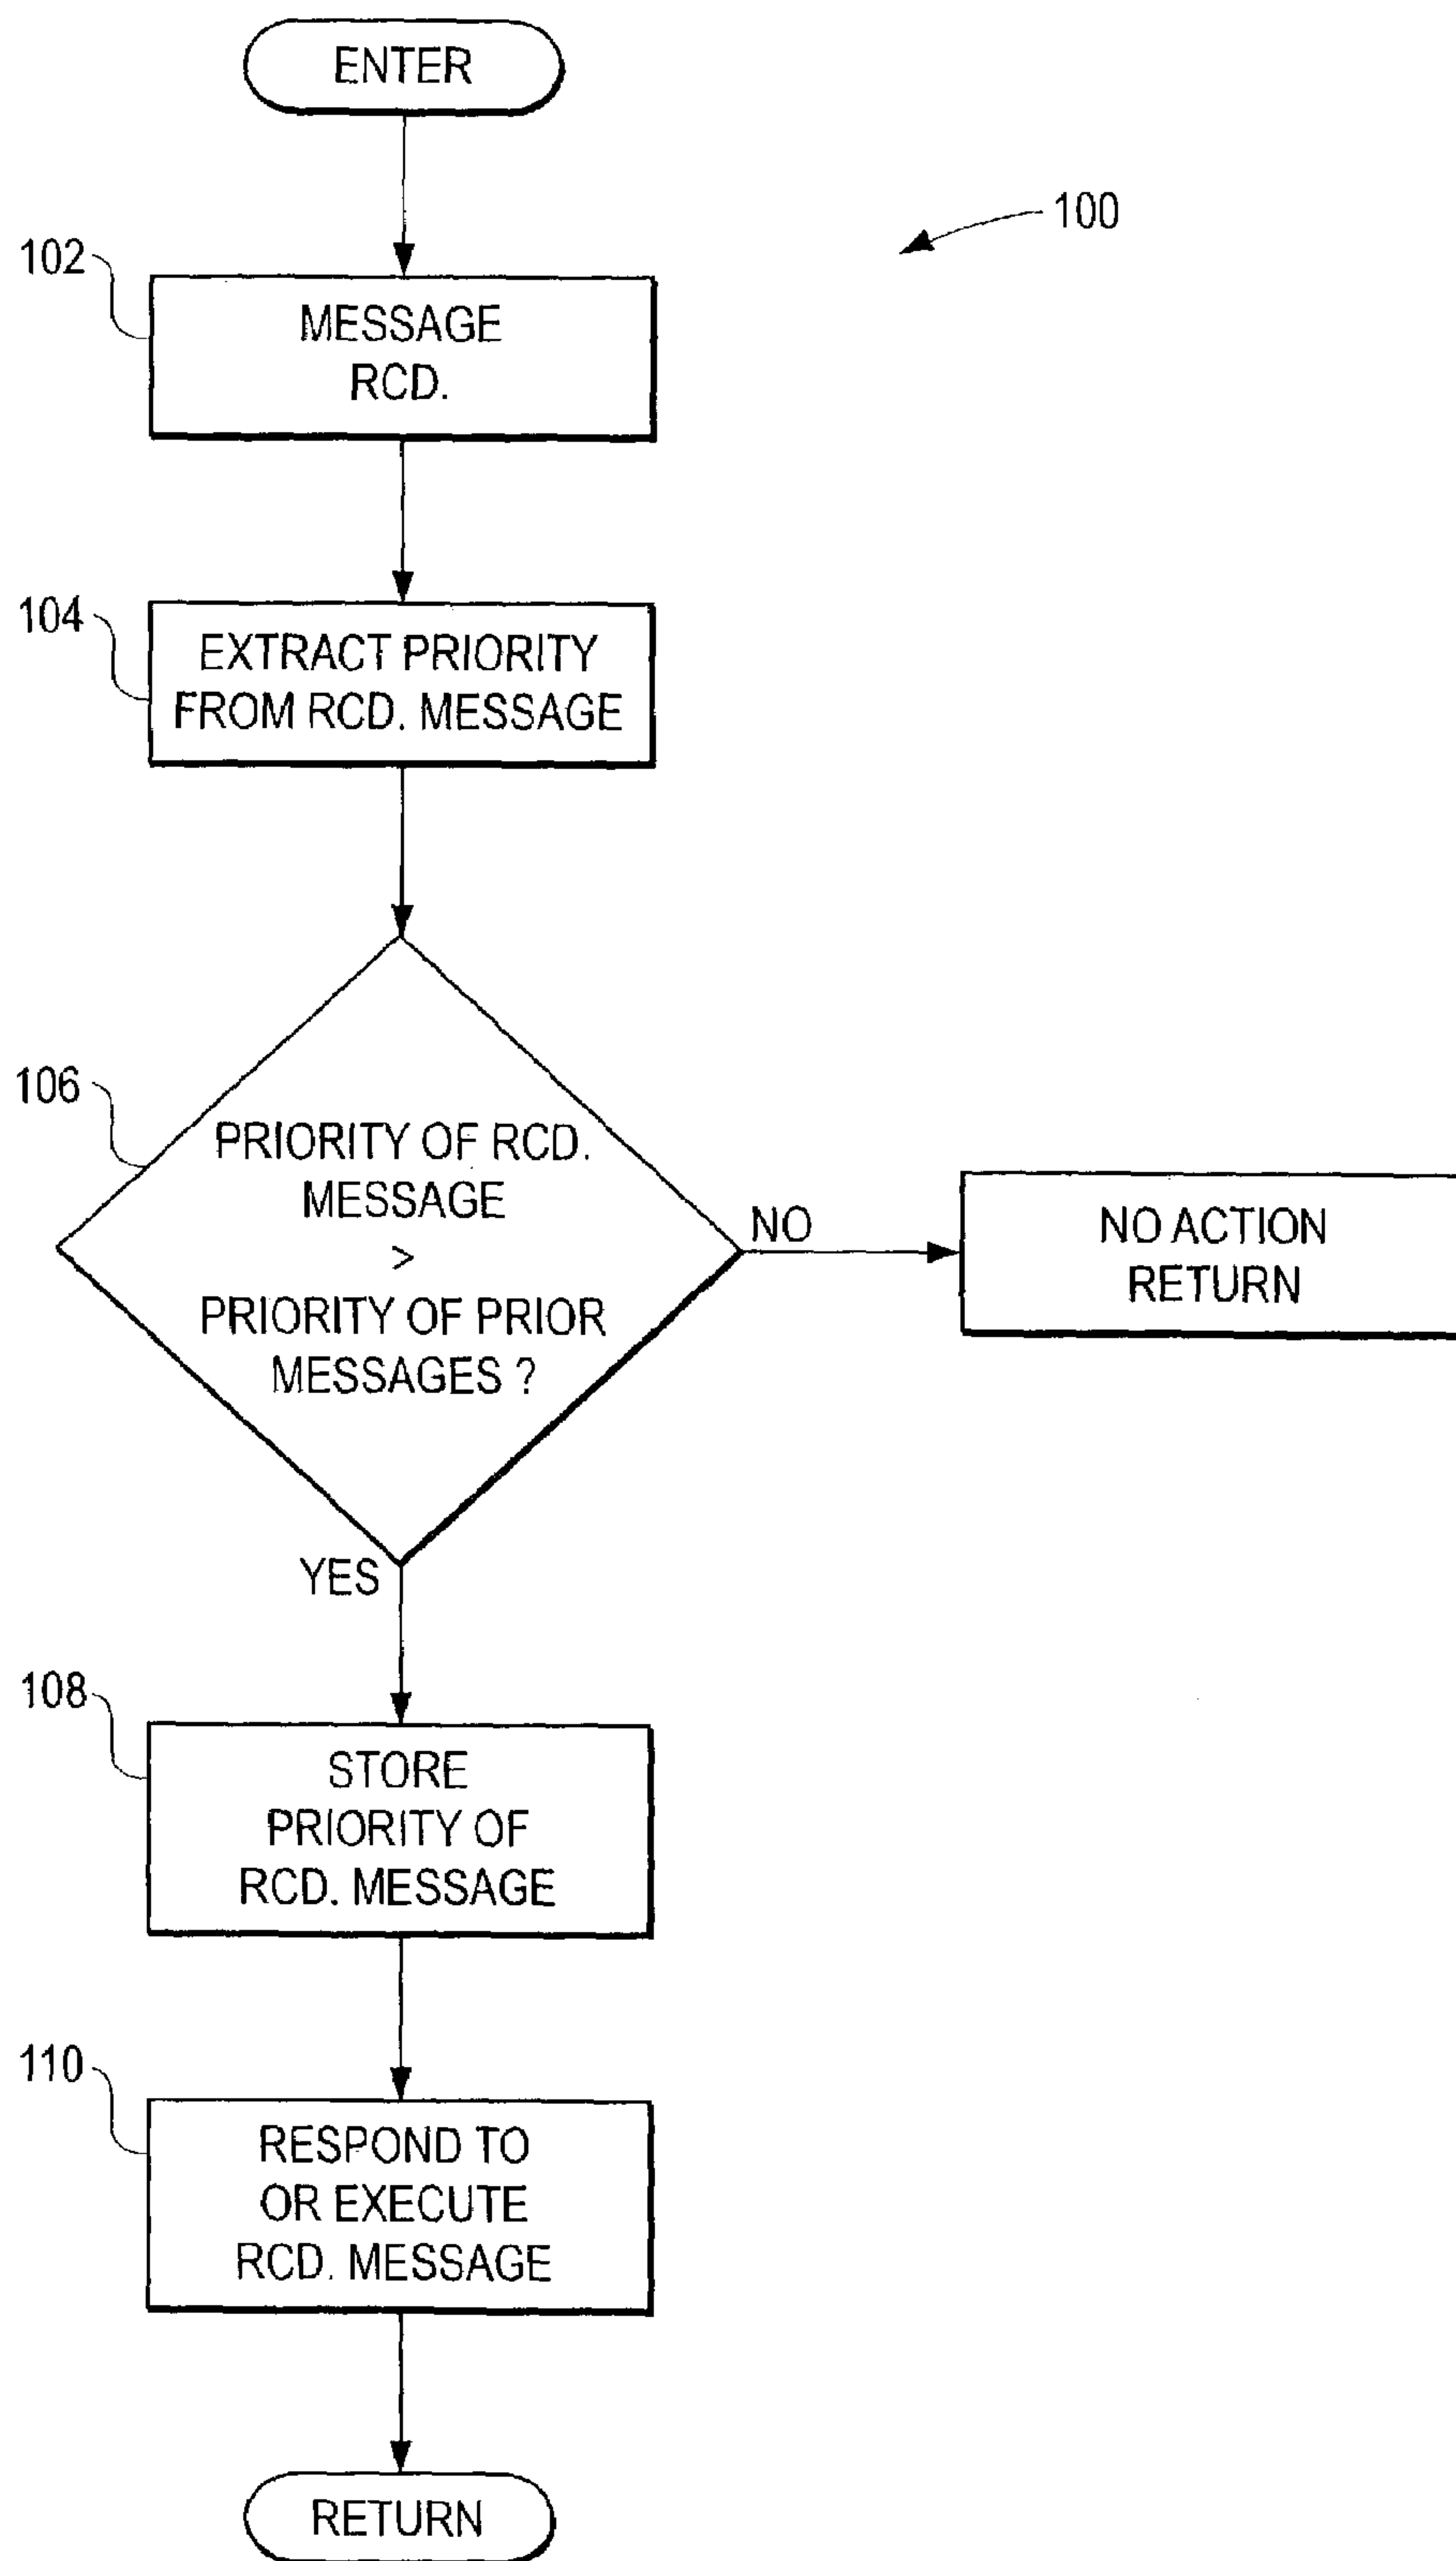 ENTER
100
102
MESSAGE
RCD.
104
EXTRACT PRIORITY
FROM RCD. MESSAGE
106
PRIORITY OF RCD.
MESSAGE
>
PRIORITY OF PRIOR
MESSAGES ?
NO
NO ACTION
RETURN
YES
108
STORE
PRIORITY OF
RCD. MESSAGE
110
RESPOND TO
OR EXECUTE
RCD. MESSAGE
RETURN